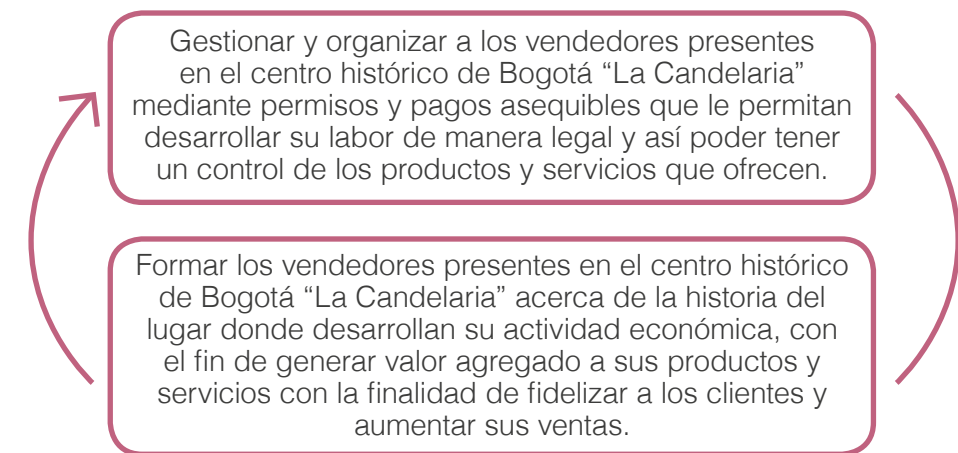 Gestionar y organizar a los vendedores presentes
en el centro histórico de Bogotá “La Candelaria”
mediante permisos y pagos asequibles que le permitan
desarrollar su labor de manera legal y así poder tener
un control de los productos y servicios que ofrecen.
Formar los vendedores presentes en el centro histórico
de Bogotá “La Candelaria” acerca de la historia del
lugar donde desarrollan su actividad económica, con
el fin de generar valor agregado a sus productos y
servicios con la finalidad de fidelizar a los clientes y
aumentar sus ventas.